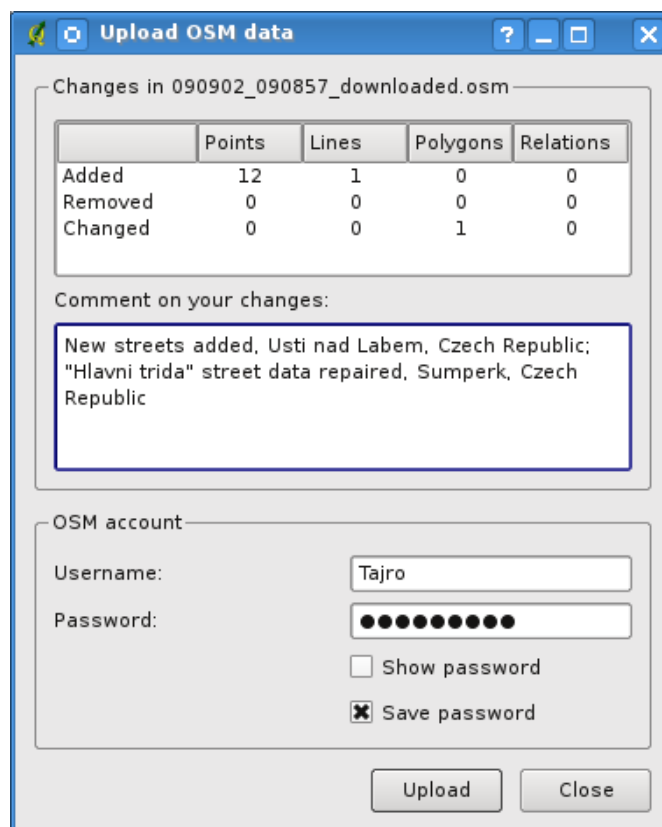 Upload OSM data
Changes in 090902_090857_downloaded.osm
Points Lines Polygons Relations
Added 12 1 0 0
Removed 0 0 0 0
Changed 0 0 1 0
Comment on your changes:
New streets added, Usti nad Labem, Czech Republic;
"Hlavni trida" street data repaired, Sumperk, Czech
Republic
OSM account
Username: Tajro
Password: ●●●●●●●●●
Show password
Save password
Upload Close